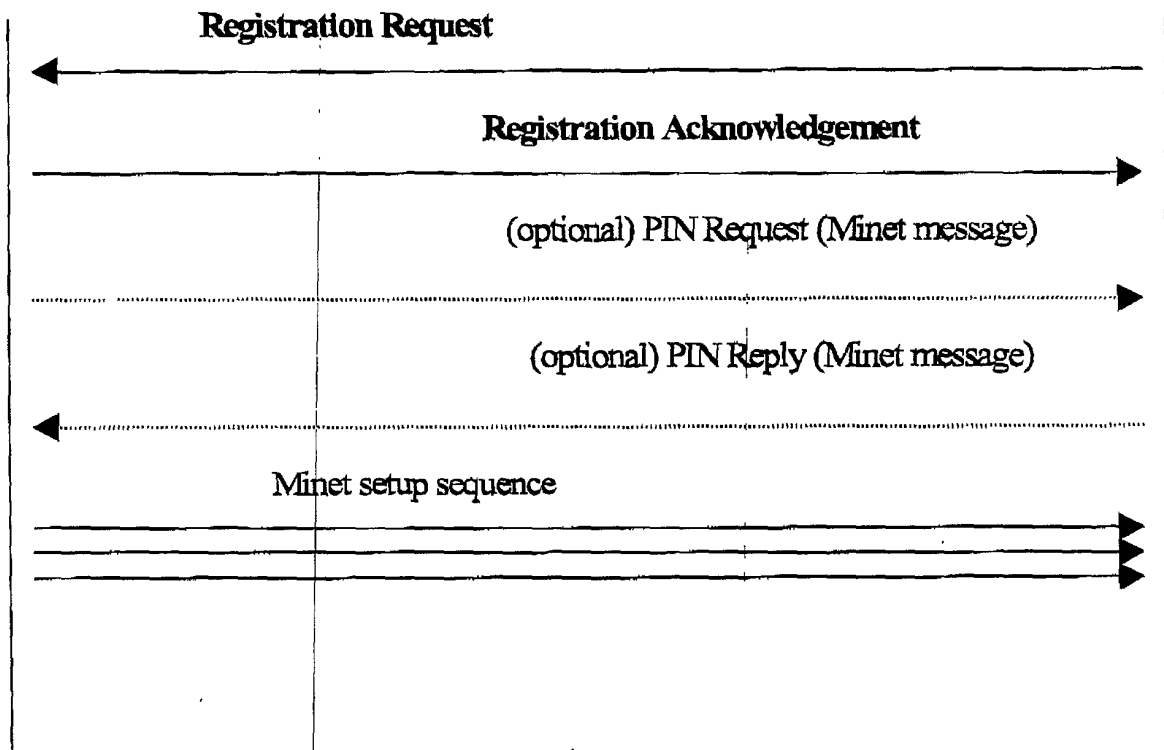 Registration Request
Registration Acknowledgement
(optional) PIN Request (Minet message)
(optional) PIN Reply (Minet message)
Minet setup sequence